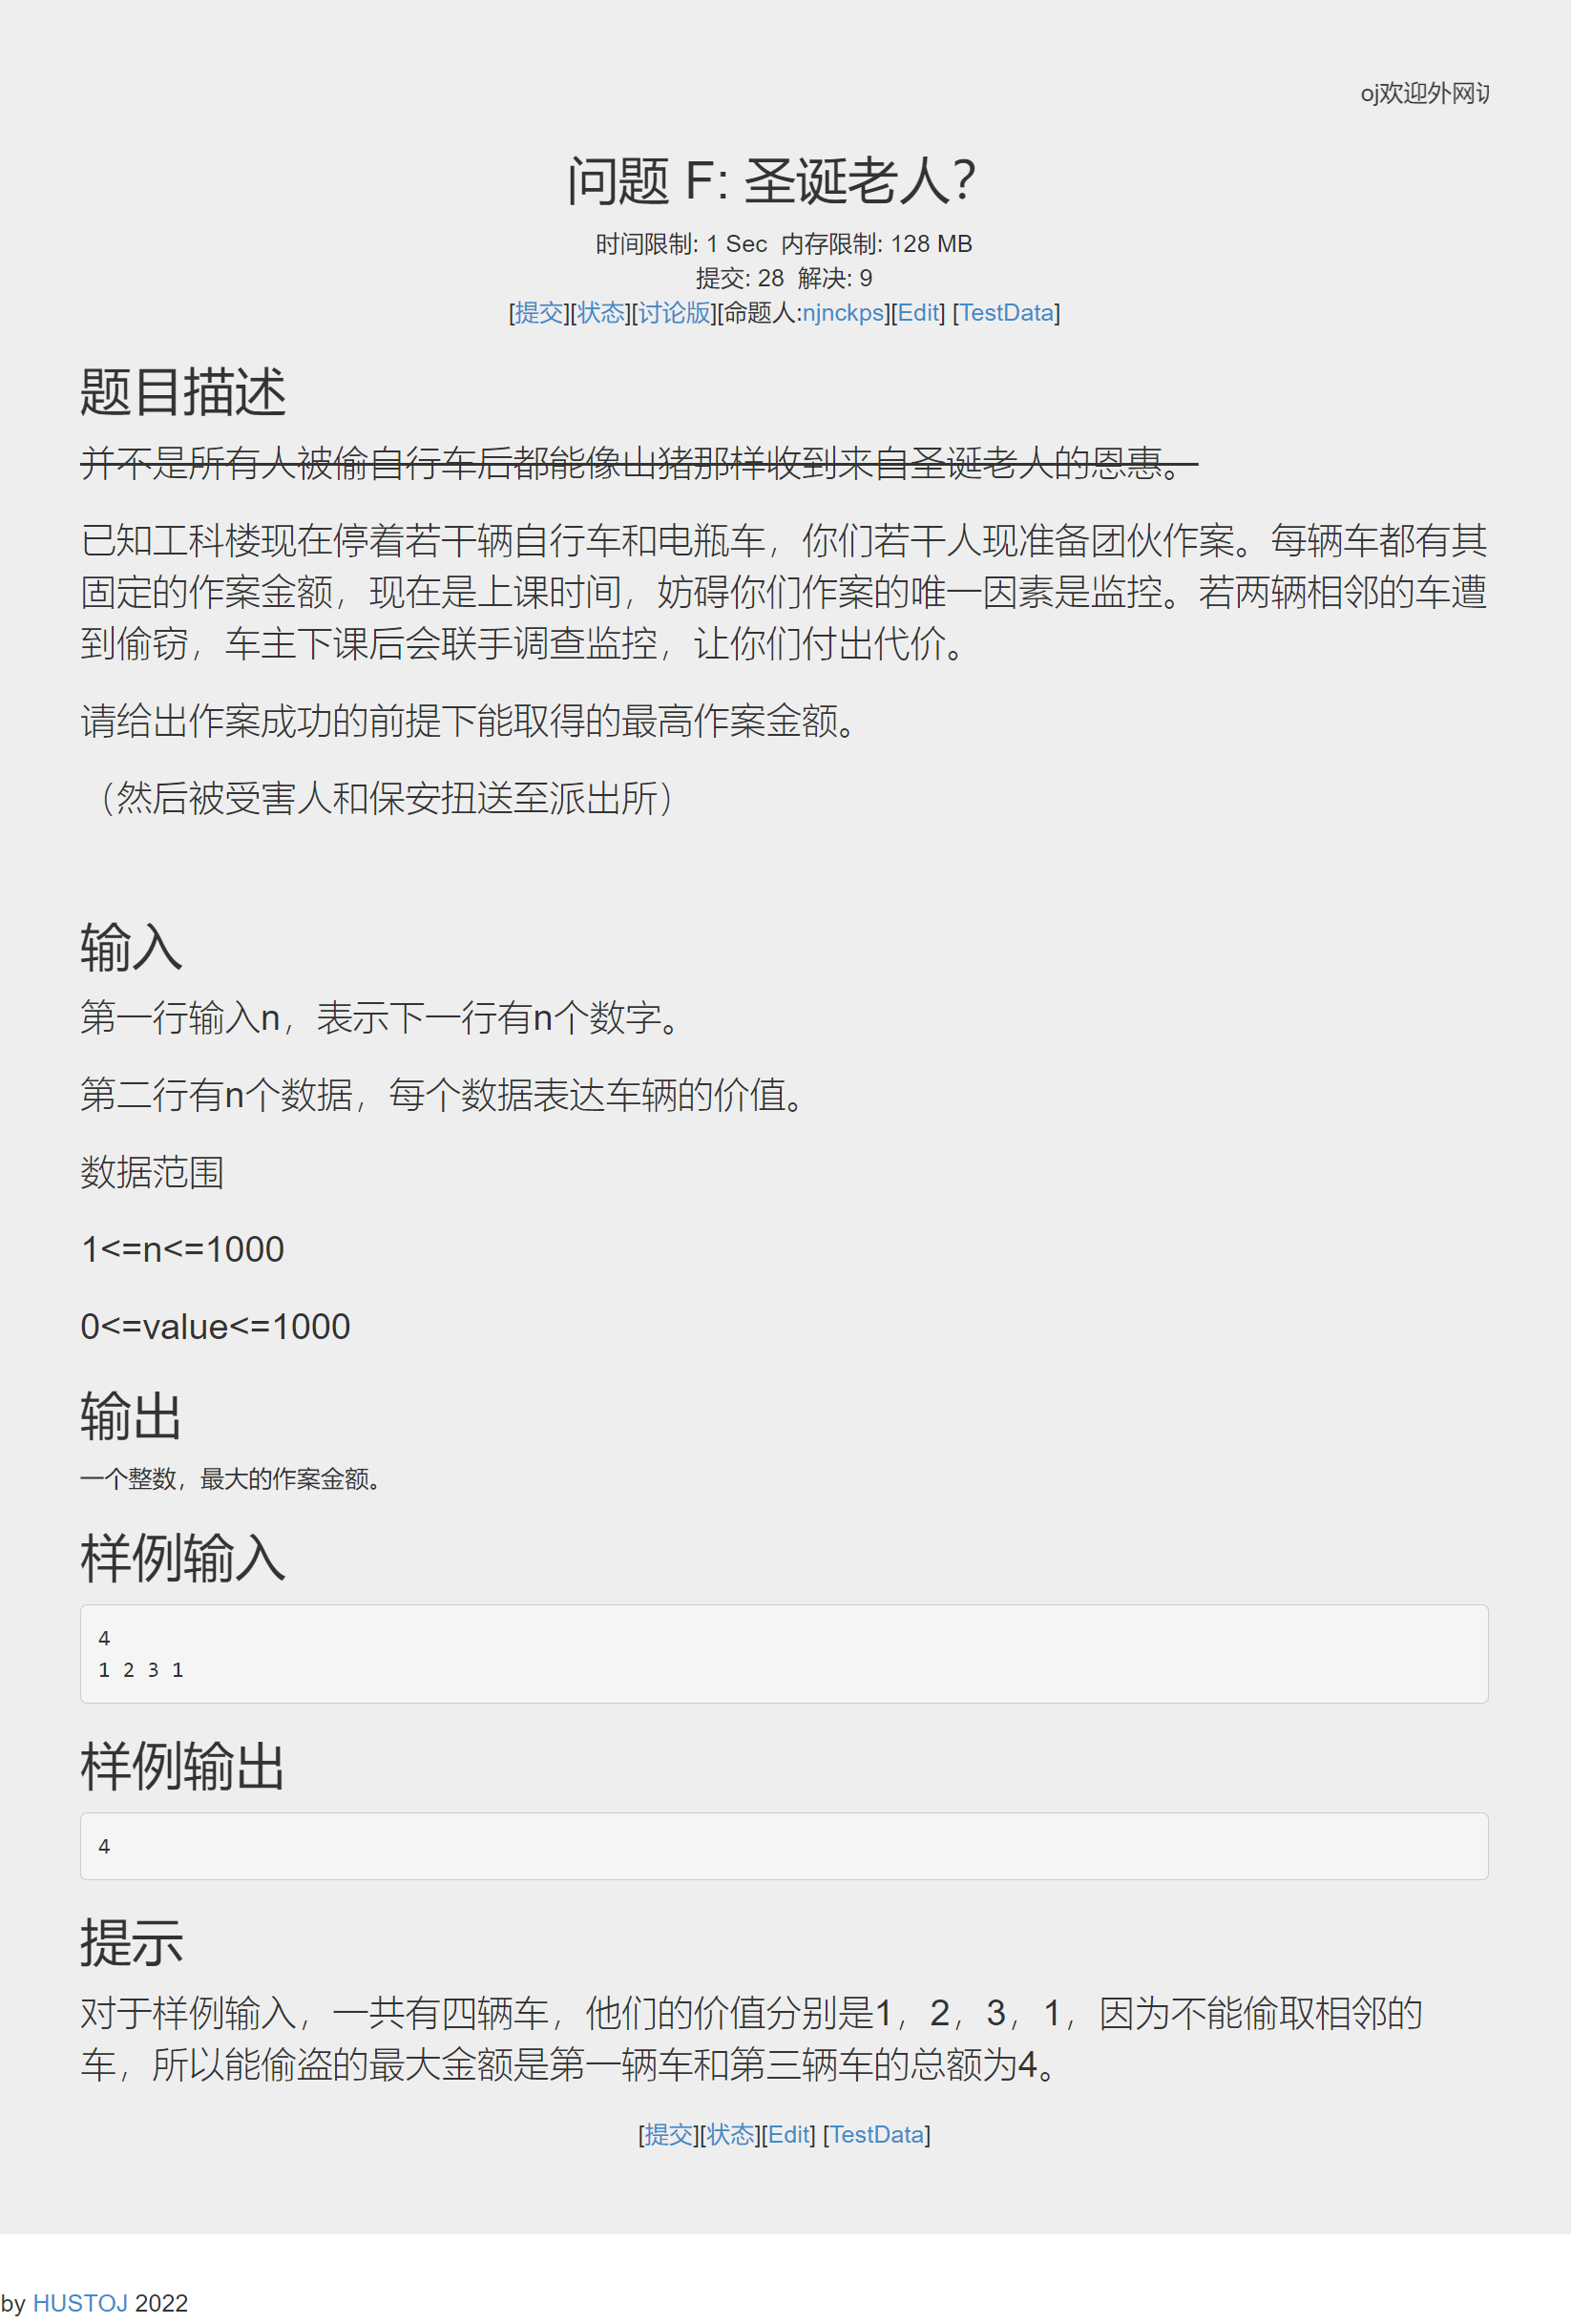 oj欢迎外网
问题 F: 圣诞老人?
时间限制: 1 Sec 内存限制: 128 MB
提交: 28 解决: 9
[提交][状态][讨论版][命题人:njnckps][Edit] [TestData]
题目描述
并不是所有人被偷自行车后都能像山猪那样收到来自圣诞老人的恩惠。
已知工科楼现在停着若干辆自行车和电瓶车，你们若干人现准备团伙作案。每辆车都有其
固定的作案金额，现在是上课时间，妨碍你们作案的唯一因素是监控。若两辆相邻的车遭
到偷窃，车主下课后会联手调查监控，让你们付出代价。
请给出作案成功的前提下能取得的最高作案金额。
（然后被受害人和保安扭送至派出所）
输入
第一行输入n，表示下一行有n个数字。
第二行有n个数据，每个数据表达车辆的价值。
数据范围
1<=n<=1000
0<=value<=1000
输出
一个整数，最大的作案金额。
样例输入
4
1 2 3 1
样例输出
4
提示
对于样例输入，一共有四辆车，他们的价值分别是1，2，3，1，因为不能偷取相邻的
车，所以能偷盗的最大金额是第一辆车和第三辆车的总额为4。
[提交][状态][Edit] [TestData]
by HUSTOJ 2022